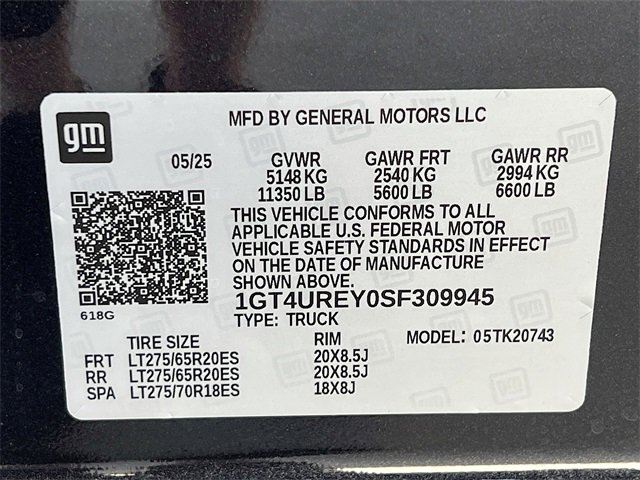 gm
MFD BY GENERAL MOTORS LLC
05/25 GVWR GAWR FRT GAWR RR
5148 KG 2540 KG 2994 KG
11350 LB 5600 LB 6600 LB
THIS VEHICLE CONFORMS TO ALL
APPLICABLE U.S. FEDERAL MOTOR
VEHICLE SAFETY STANDARDS IN EFFECT
ON THE DATE OF MANUFACTURE
SHOWN ABOVE.
618G
1GT4UREY0SF309945
TYPE: TRUCK MODEL: 05TK20743
TIRE SIZE RIM
FRT LT275/65R20ES 20X8.5J
RR LT275/65R20ES 20X8.5J
SPA LT275/70R18ES 18X8J